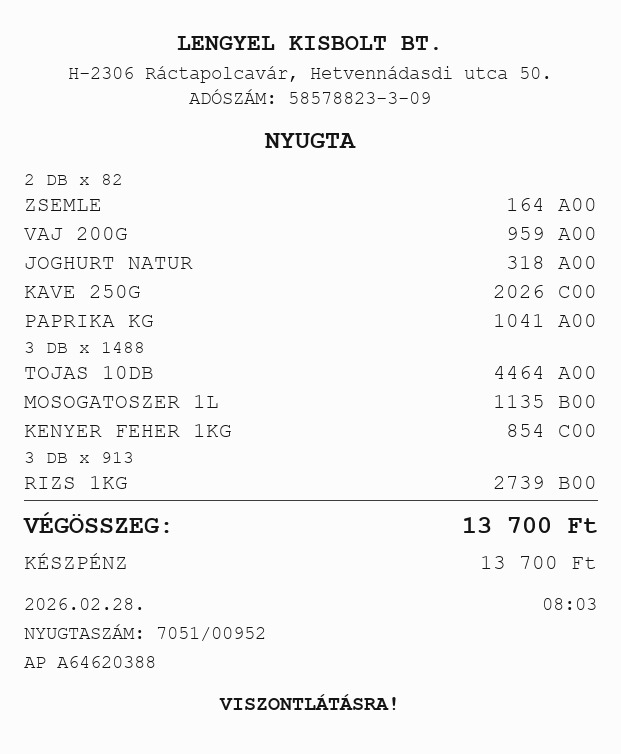 LENGYEL KISBOLT BT.
H-2306 Ráctapolcavár, Hetvennádasdi utca 50.
ADÓSZÁM: 58578823-3-09
NYUGTA
2 DB x 82
ZSEMLE 164 A00
VAJ 200G 959 A00
JOGHURT NATUR 318 A00
KAVE 250G 2026 C00
PAPRIKA KG 1041 A00
3 DB x 1488
TOJAS 10DB 4464 A00
MOSOGATOSZER 1L 1135 B00
KENYER FEHER 1KG 854 C00
3 DB x 913
RIZS 1KG 2739 B00
VÉGÖSSZEG: 13 700 Ft
KÉSZPÉNZ 13 700 Ft
2026.02.28. 08:03
NYUGTASZÁM: 7051/00952
AP A64620388
VISZONTLÁTÁSRA!